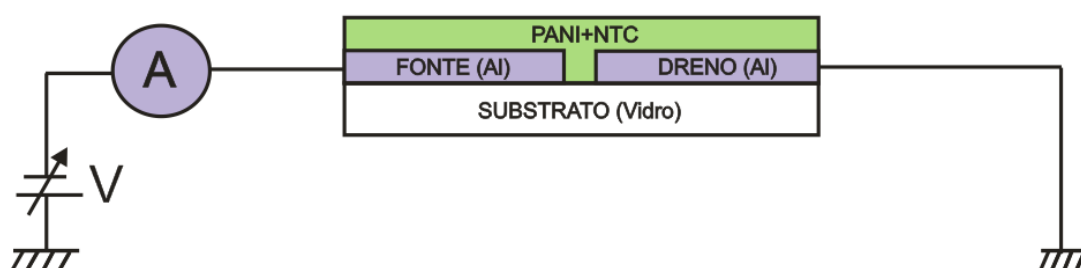 PANI+NTC
A
FONTE (Al)
DRENO (Al)
SUBSTRATO (Vidro)
V